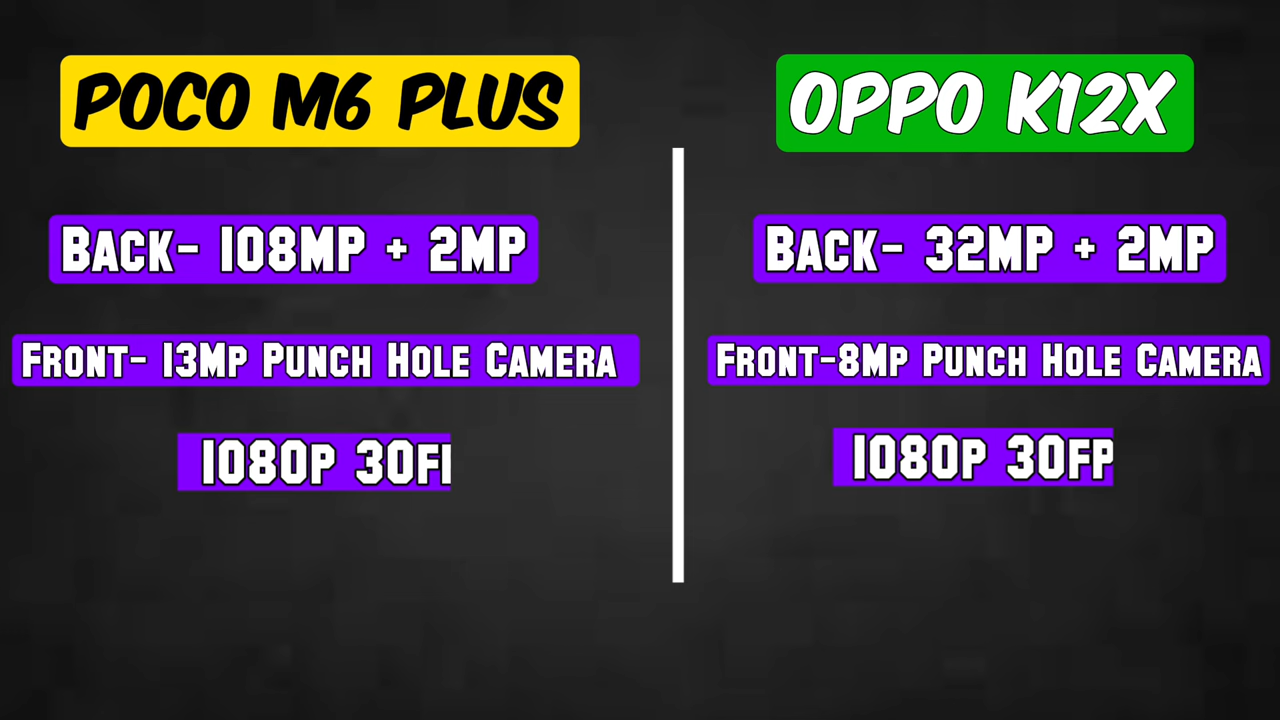 POCO M6 PLUS
BACK- 108MP + 2MP
FRONT- 13MP PUNCH HOLE CAMERA
1080P 30F
OPPO K12X
BACK- 32MP + 2MP
FRONT-8MP PUNCH HOLE CAMERA
1080P 30FP